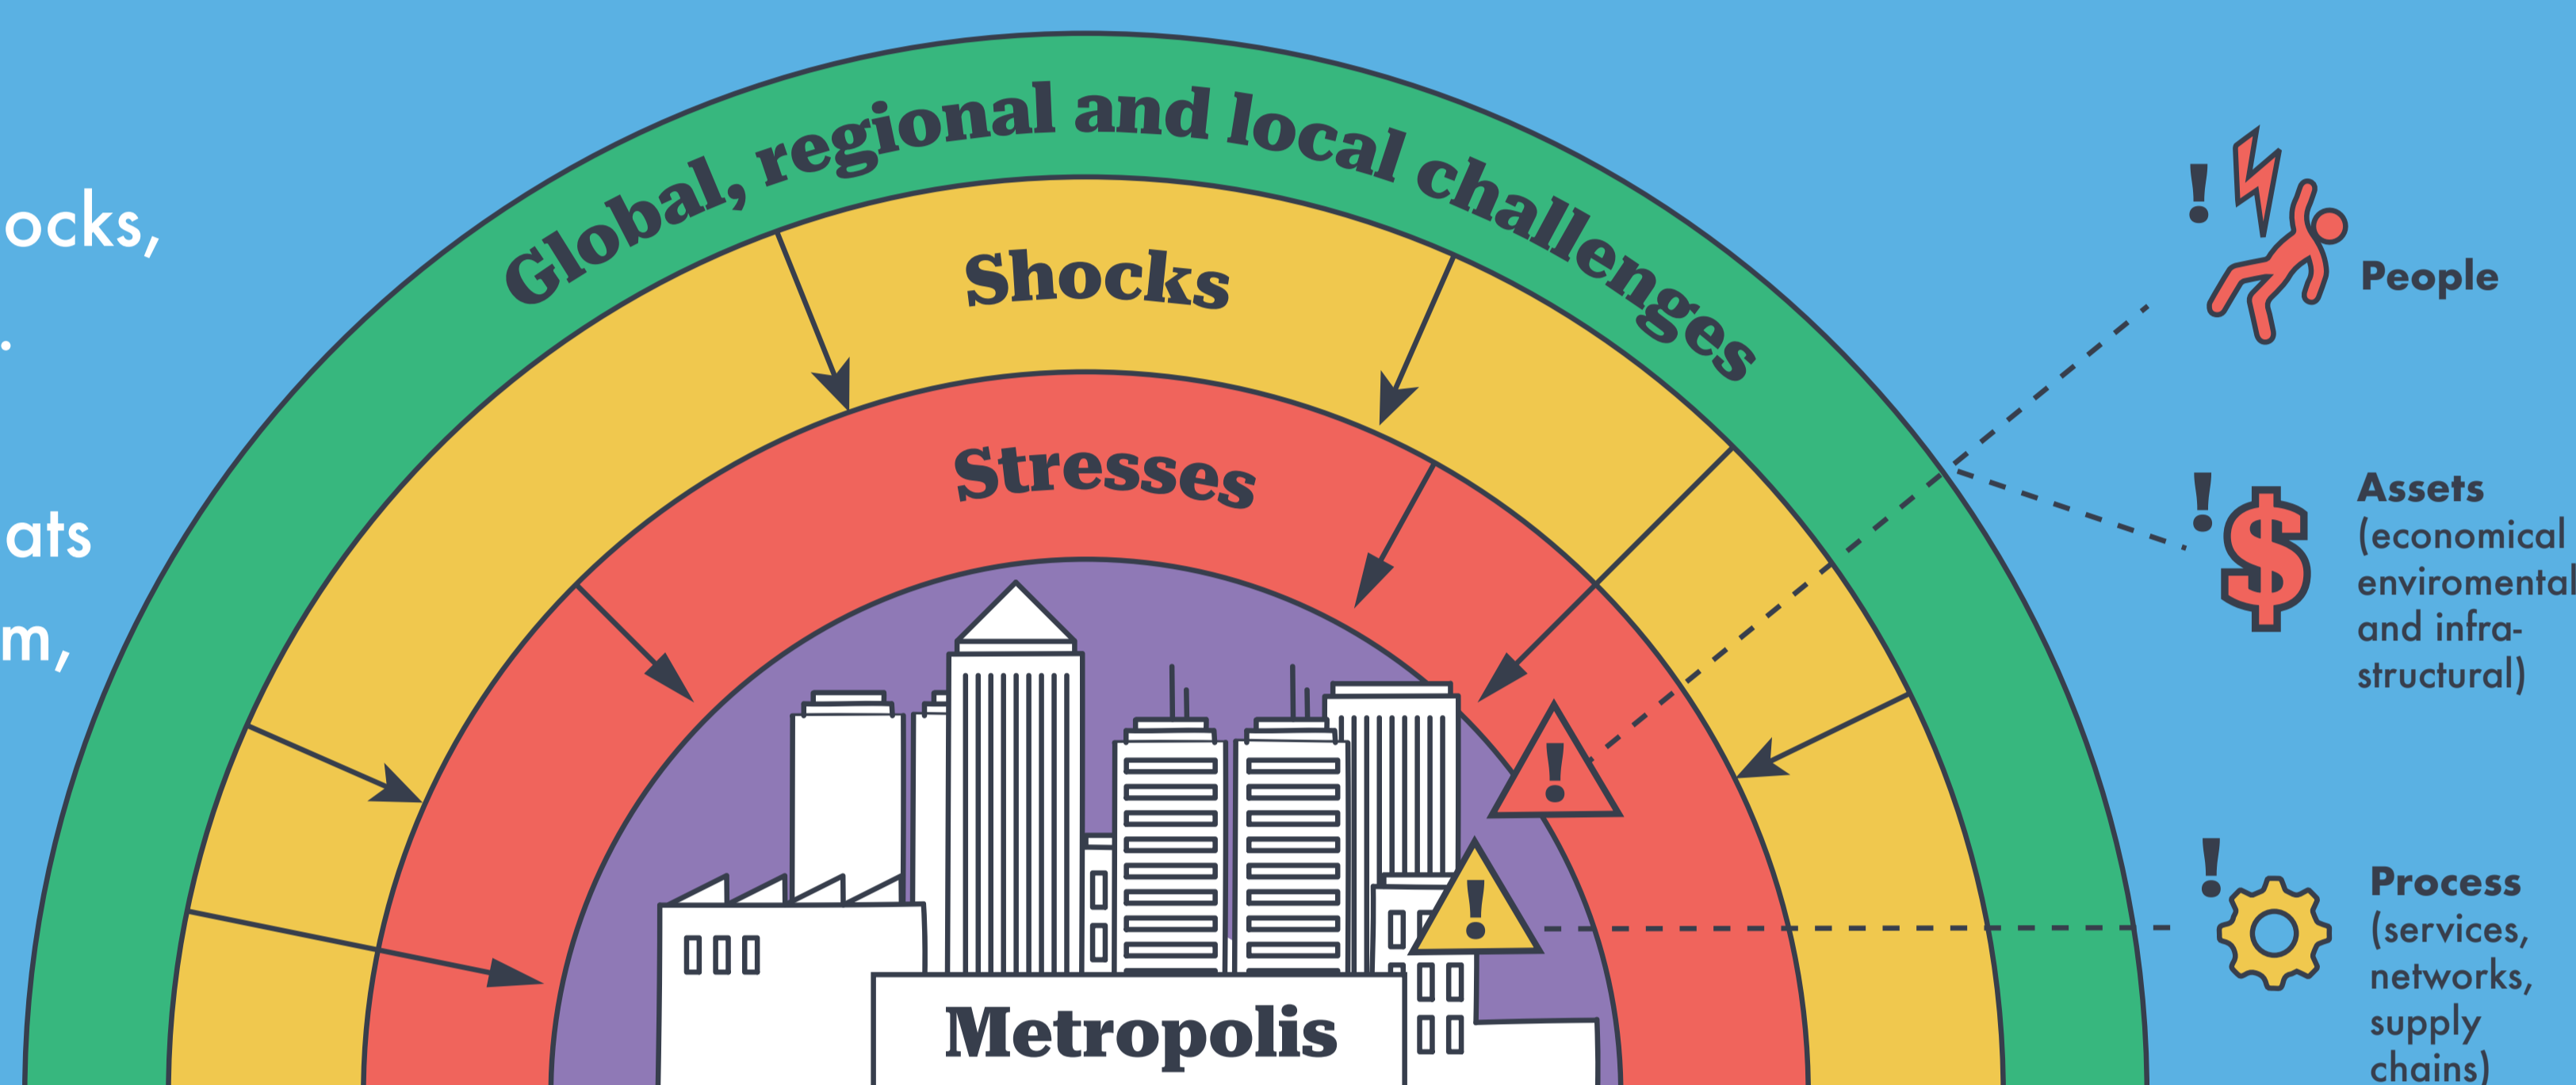 ocks,
.
ats
m,
Global, regional and local challenges
Shocks
Stresses
Metropolis
!
!
!
People
!
Assets
(economical
enviromental
and infra-
structural)
!
Process
(services,
networks,
supply
chains)